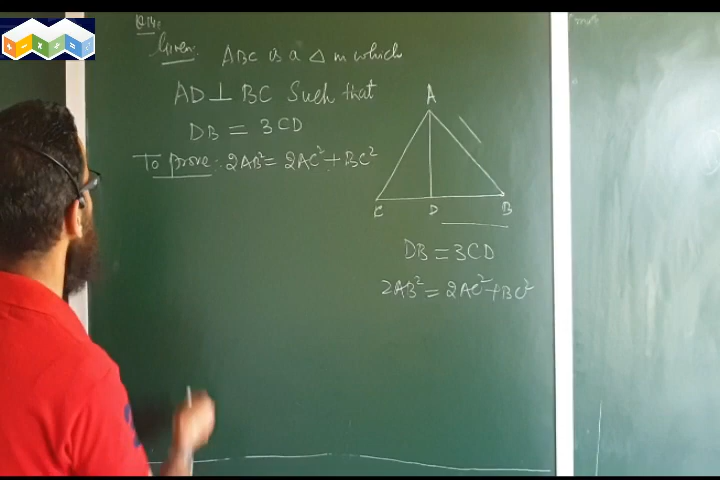 Q.14:
Given: ABC is a △ in which
AD ⊥ BC Such that
DB = 3CD
To prove: 2AB² = 2AC² + BC²
A
C D B
DB = 3CD
2AB² = 2AC² + BC²